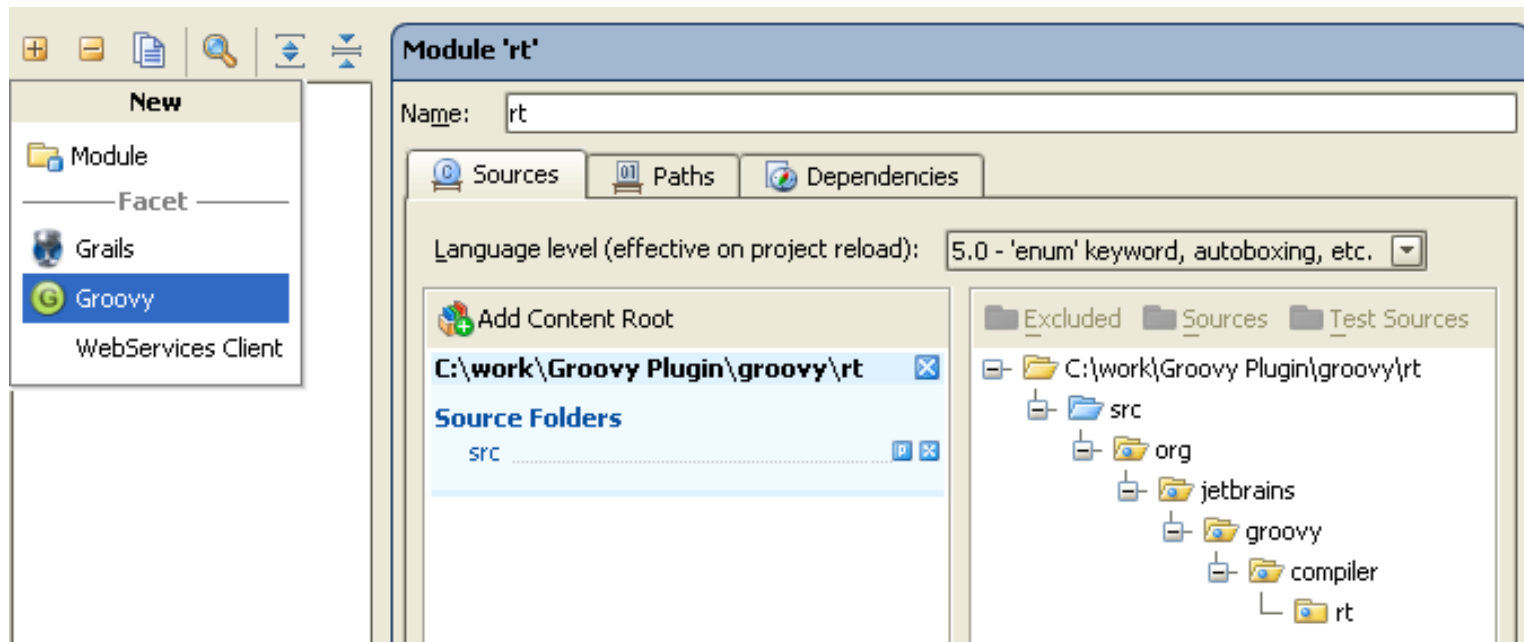 New
Module
Facet
Grails
Groovy
WebServices Client
Module 'rt'
Name: rt
Sources Paths Dependencies
Language level (effective on project reload): 5.0 - 'enum' keyword, autoboxing, etc.
Add Content Root
C:\work\Groovy Plugin\groovy\rt
Source Folders
src
Excluded Sources Test Sources
C:\work\Groovy Plugin\groovy\rt
src
org
jetbrains
groovy
compiler
rt